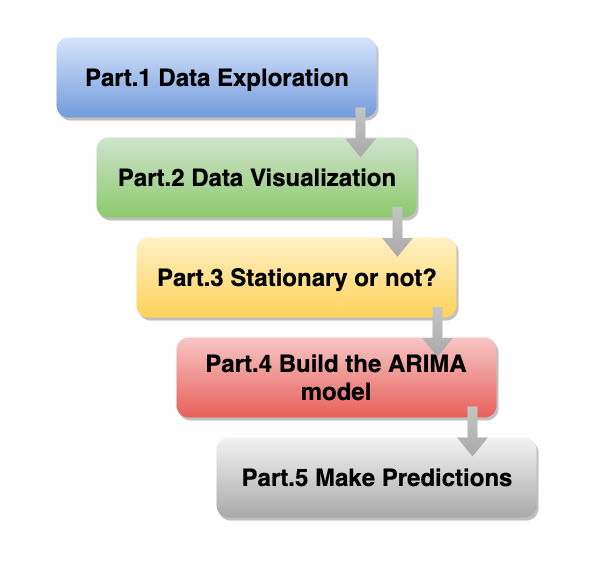 Part.1 Data Exploration
Part.2 Data Visualization
Part.3 Stationary or not?
Part.4 Build the ARIMA
model
Part.5 Make Predictions